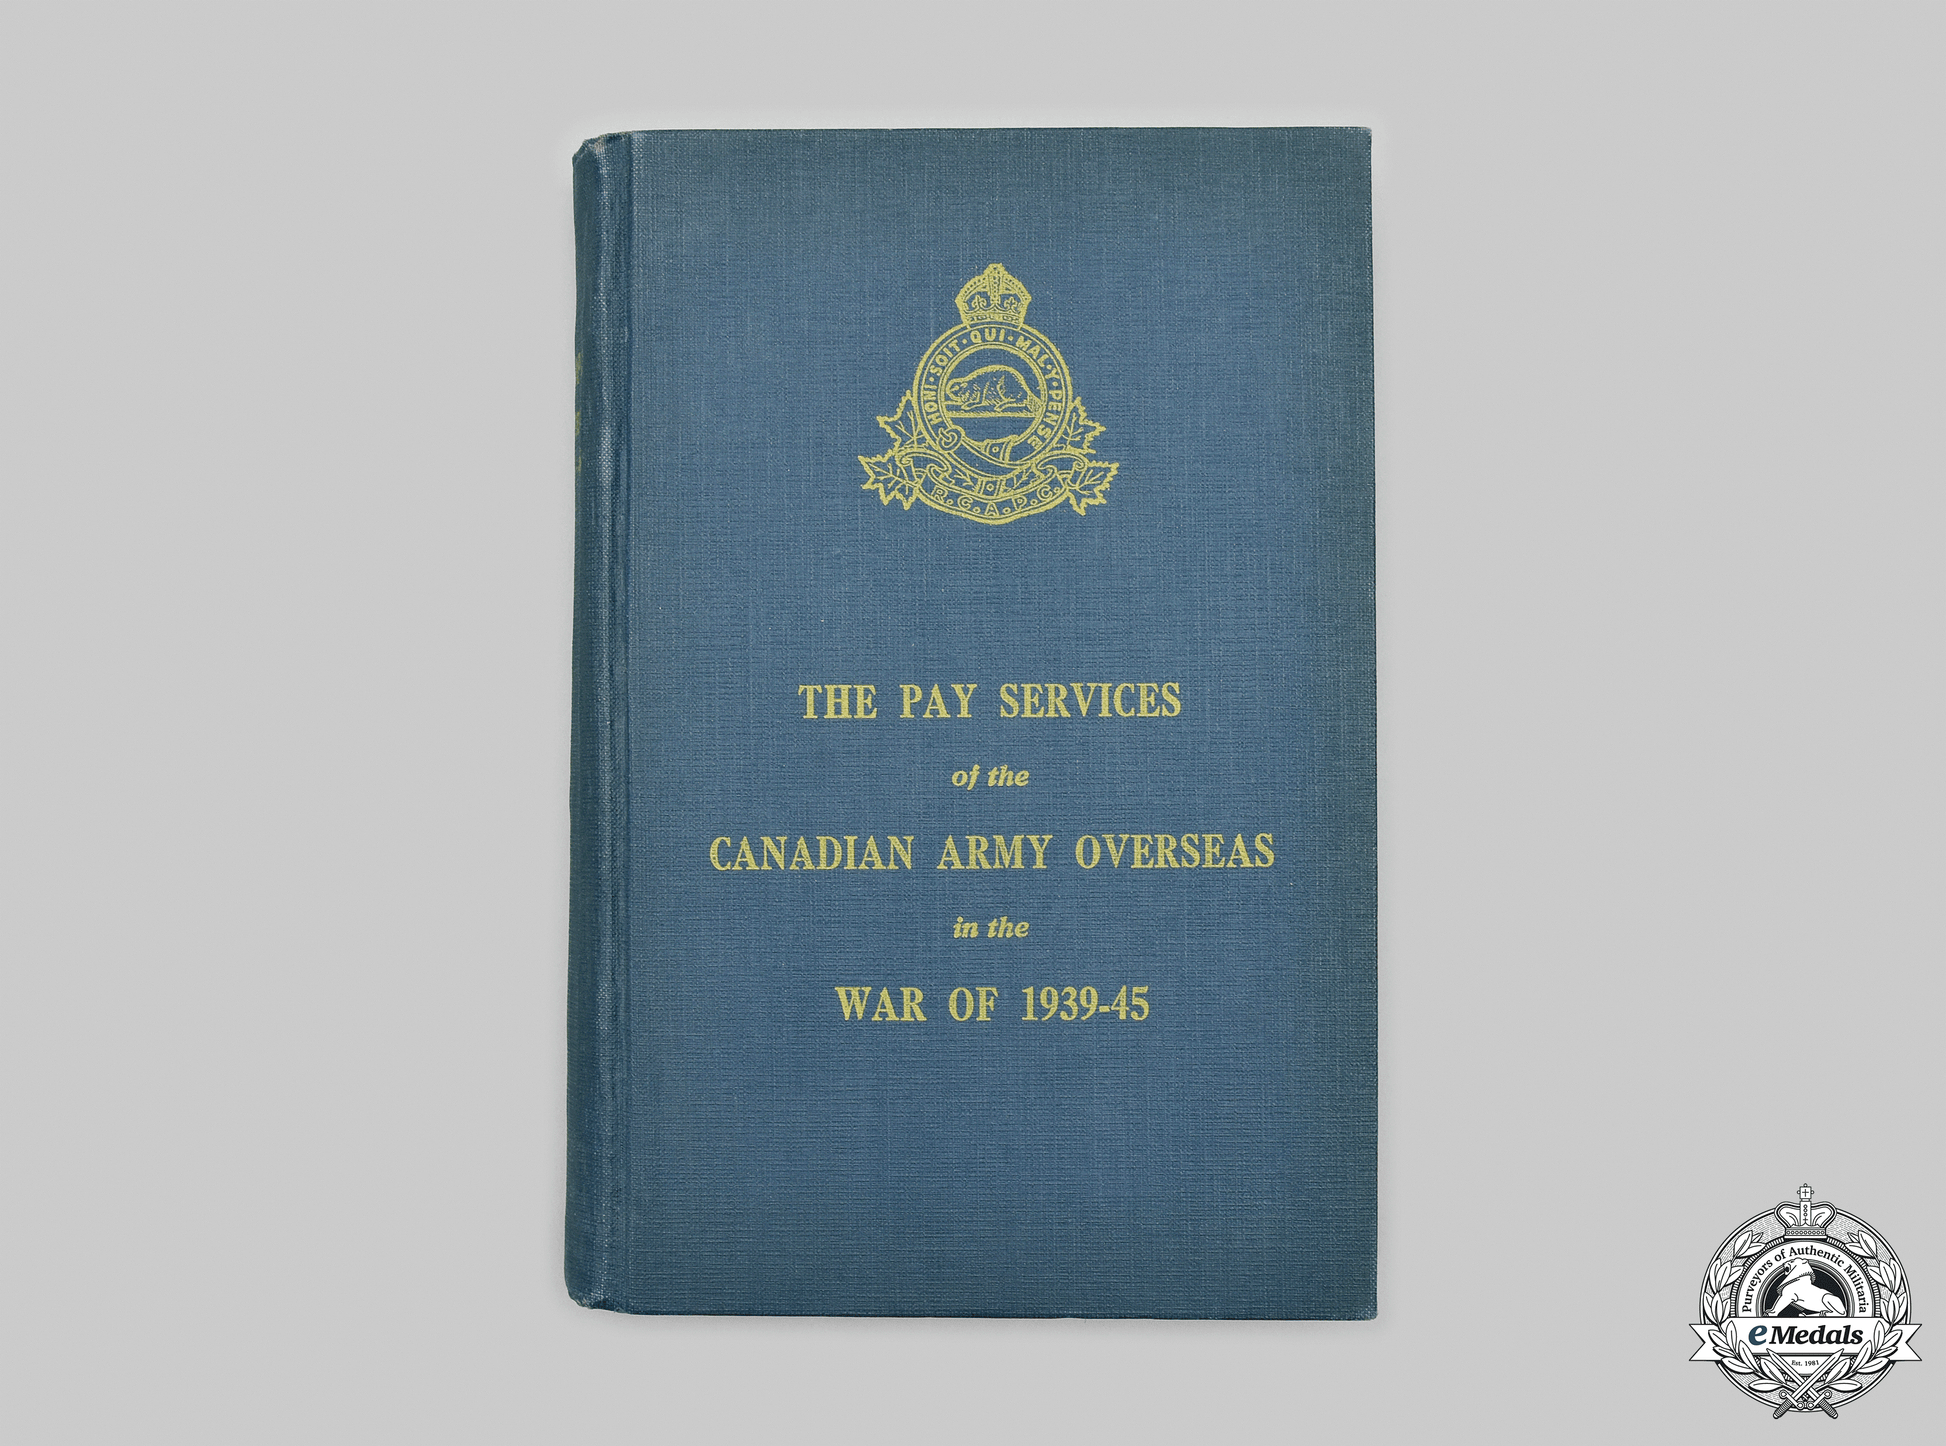 HONI · SOIT · QUI · MAL · Y · PENSE
R.C.A.P.C.
THE PAY SERVICES
of the
CANADIAN ARMY OVERSEAS
in the
WAR OF 1939-45
Purveyors of Authentic Militaria
eMedals
Est. 1981